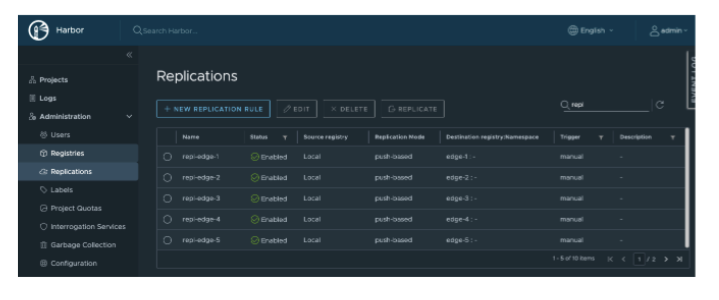 Harbor
Search Harbor...
English
admin
«
Projects
Logs
Administration
Users
Registries
Replications
Labels
Project Quotas
Interrogation Services
Garbage Collection
Configuration
Replications
+ NEW REPLICATION RULE
EDIT
× DELETE
REPLICATE
repl
Name Status Source registry Replication Mode Destination registry:Namespace Trigger Description
repl-edge-1 Enabled Local push-based edge-1 : - manual -
repl-edge-2 Enabled Local push-based edge-2 : - manual -
repl-edge-3 Enabled Local push-based edge-3 : - manual -
repl-edge-4 Enabled Local push-based edge-4 : - manual -
repl-edge-5 Enabled Local push-based edge-5 : - manual -
1 - 5 of 10 items
1 / 2